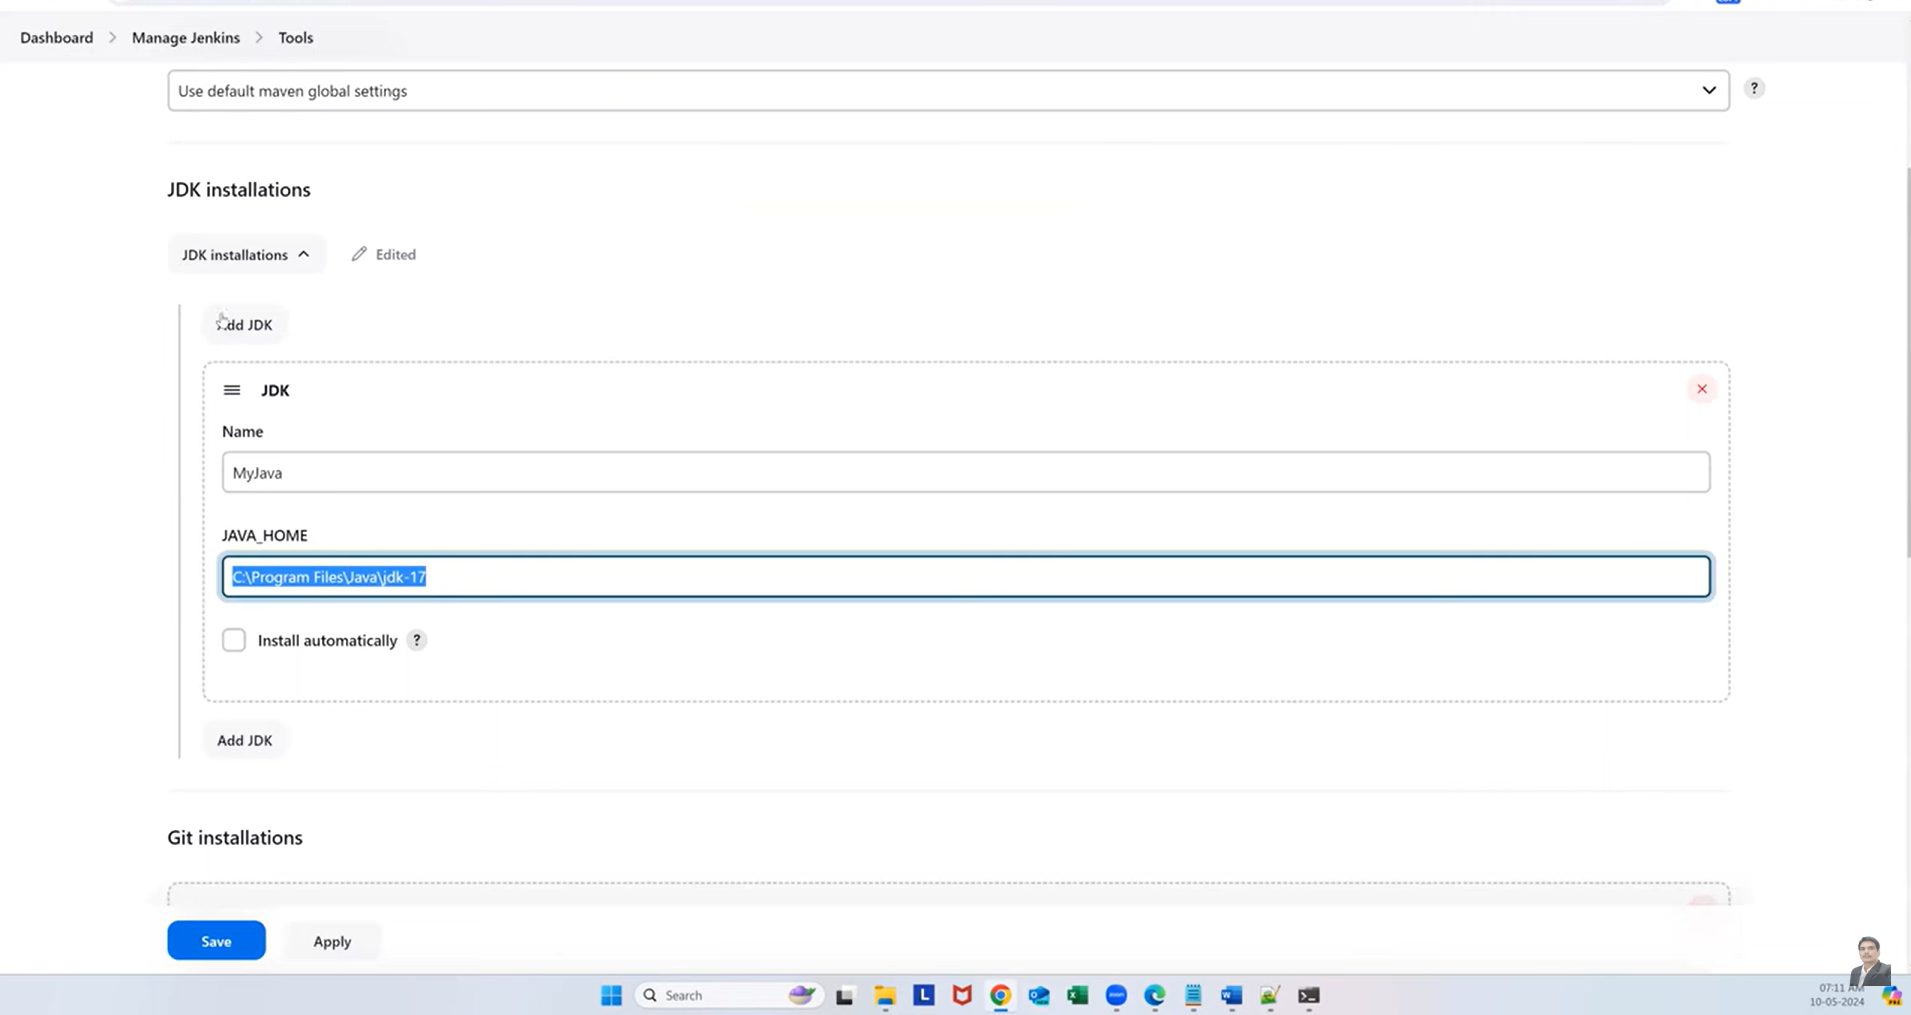 Dashboard > Manage Jenkins > Tools
Use default maven global settings
?
JDK installations
JDK installations
Edited
Add JDK
JDK
Name
MyJava
JAVA_HOME
C:\Program Files\Java\jdk-17
Install automatically ?
Add JDK
Git installations
Save
Apply
Search
07:11 AM
10-05-2024